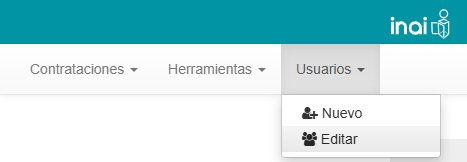 inai
Contrataciones Herramientas Usuarios
Nuevo
Editar